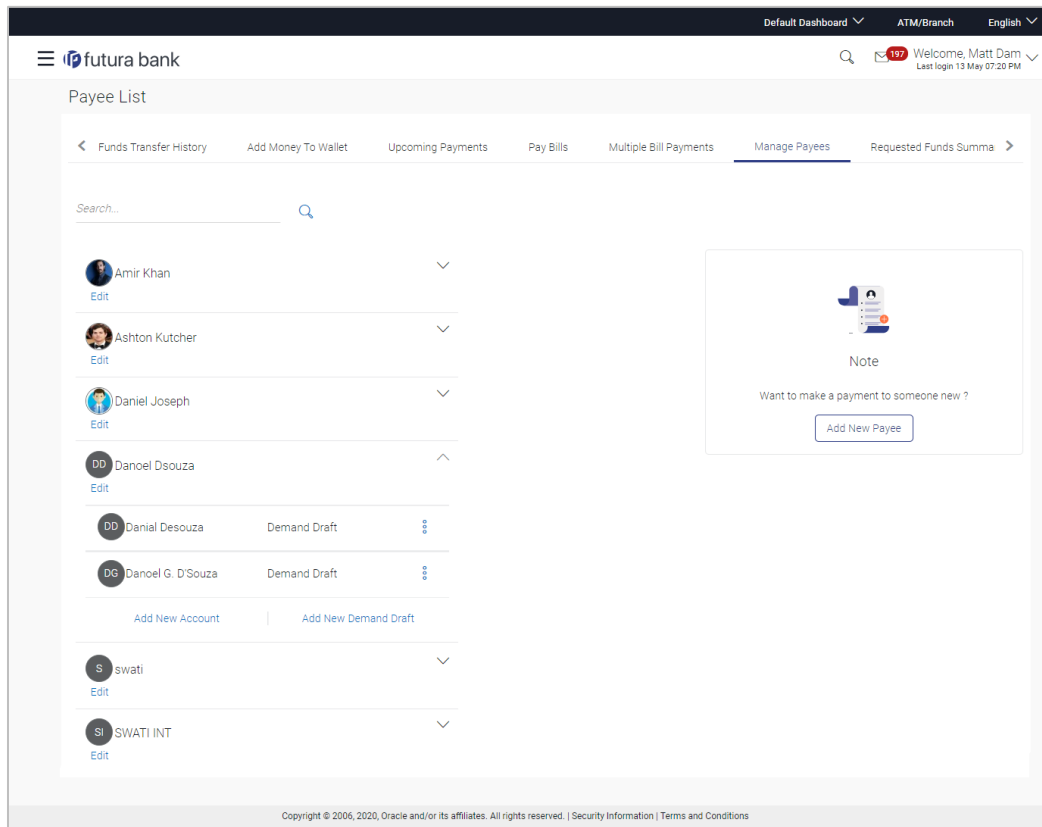 Default Dashboard ATM/Branch English
futura bank 197 Welcome, Matt Dam
Last login 13 May 07:20 PM
Payee List
Funds Transfer History Add Money To Wallet Upcoming Payments Pay Bills Multiple Bill Payments Manage Payees Requested Funds Summa
Search...
Amir Khan
Edit
Ashton Kutcher
Edit
Daniel Joseph
Edit
DD Danoel Dsouza
Edit
DD Danial Desouza Demand Draft
DG Danoel G. D'Souza Demand Draft
Add New Account | Add New Demand Draft
S swati
Edit
SI SWATI INT
Edit
Note
Want to make a payment to someone new ?
Add New Payee
Copyright © 2006, 2020, Oracle and/or its affiliates. All rights reserved. | Security Information | Terms and Conditions